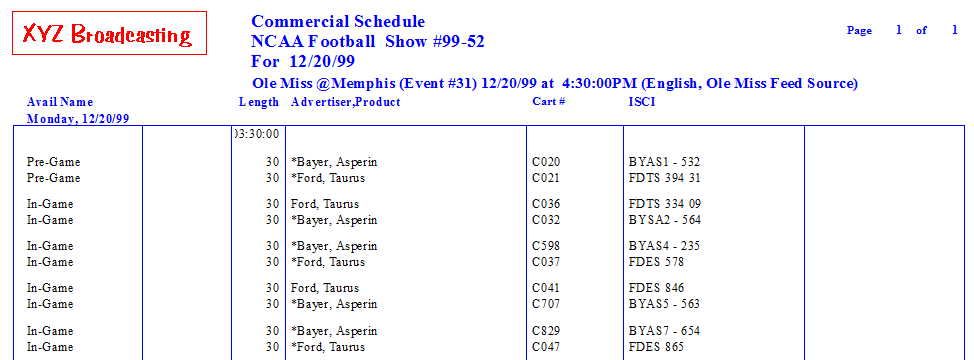 XYZ Broadcasting
Commercial Schedule
NCAA Football Show #99-52
For 12/20/99
Page 1 of 1
Ole Miss @Memphis (Event #31) 12/20/99 at 4:30:00PM (English, Ole Miss Feed Source)
Avail Name Length Advertiser,Product Cart # ISCI
Monday, 12/20/99
03:30:00
Pre-Game 30 *Bayer, Asperin C020 BYAS1 - 532
Pre-Game 30 *Ford, Taurus C021 FDTS 394 31
In-Game 30 Ford, Taurus C036 FDTS 334 09
In-Game 30 *Bayer, Asperin C032 BYSA2 - 564
In-Game 30 *Bayer, Asperin C598 BYAS4 - 235
In-Game 30 *Ford, Taurus C037 FDES 578
In-Game 30 Ford, Taurus C041 FDES 846
In-Game 30 *Bayer, Asperin C707 BYAS5 - 563
In-Game 30 *Bayer, Asperin C829 BYAS7 - 654
In-Game 30 *Ford, Taurus C047 FDES 865